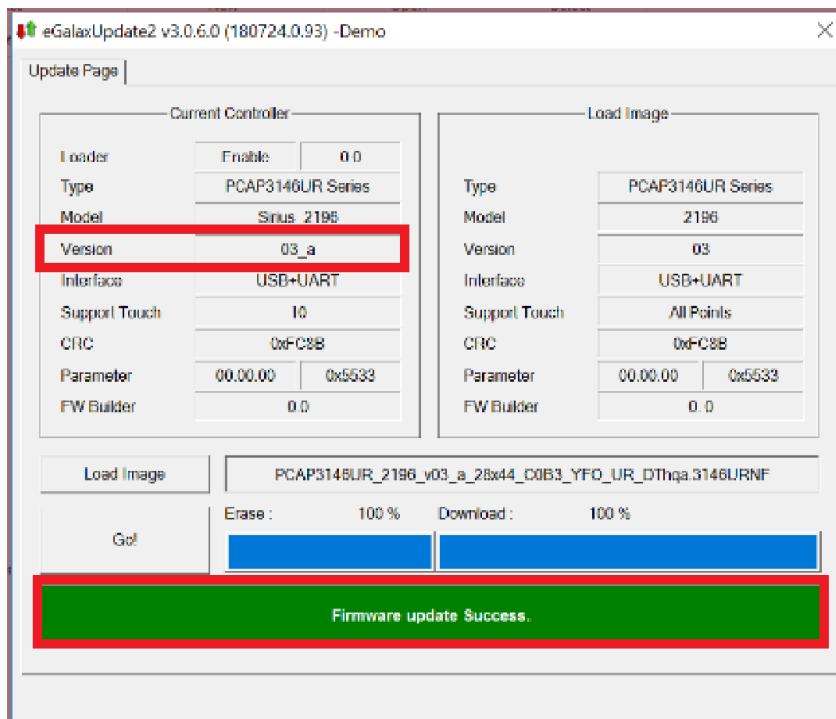 eGalaxUpdate2 v3.0.6.0 (180724.0.93) -Demo
Update Page
Current Controller
Loader Enable 0.0
Type PCAP3146UR Series
Model Sirius_2196
Version 03_a
Interface USB+UART
Support Touch 10
CRC 0xFC8B
Parameter 00.00.00 0x5533
FW Builder 0.0
Load Image
Type PCAP3146UR Series
Model 2196
Version 03
Interface USB+UART
Support Touch All Points
CRC 0xFC8B
Parameter 00.00.00 0x5533
FW Builder 0.0
Load Image PCAP3146UR_2196_v03_a_28x44_C0B3_YFO_UR_DThqa.3146URNF
Erase : 100 % Download : 100 %
Go!
Firmware update Success.